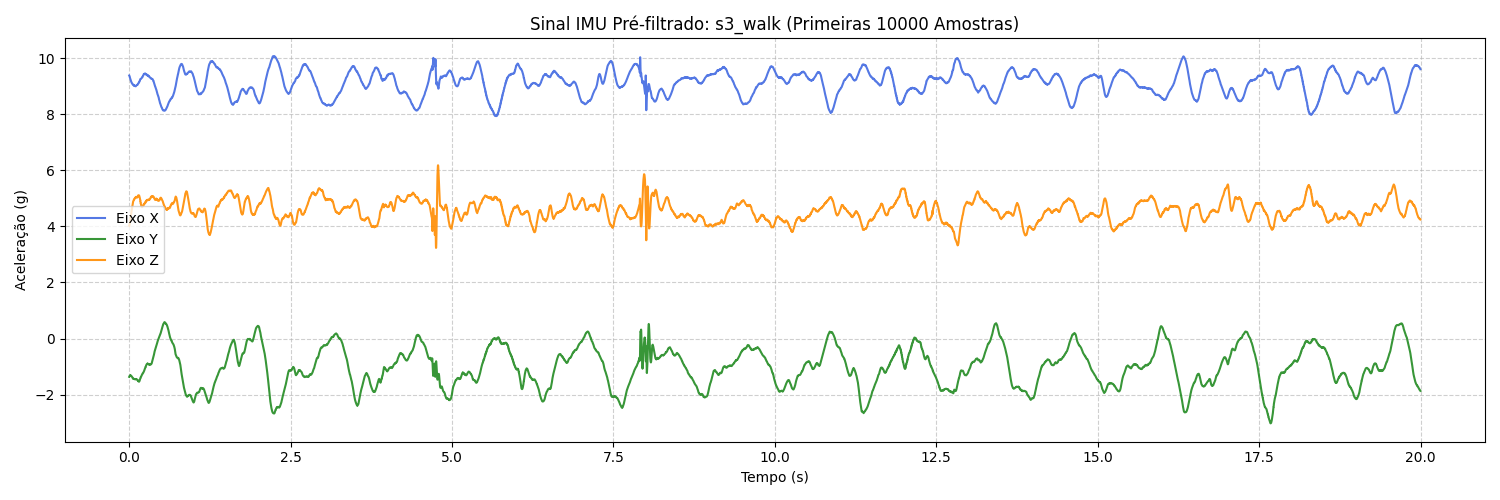 Sinal IMU Pré-filtrado: s3_walk (Primeiras 10000 Amostras)
Aceleração (g)
10
8
6
4
2
0
−2
Eixo X
Eixo Y
Eixo Z
0.0 2.5 5.0 7.5 10.0 12.5 15.0 17.5 20.0
Tempo (s)